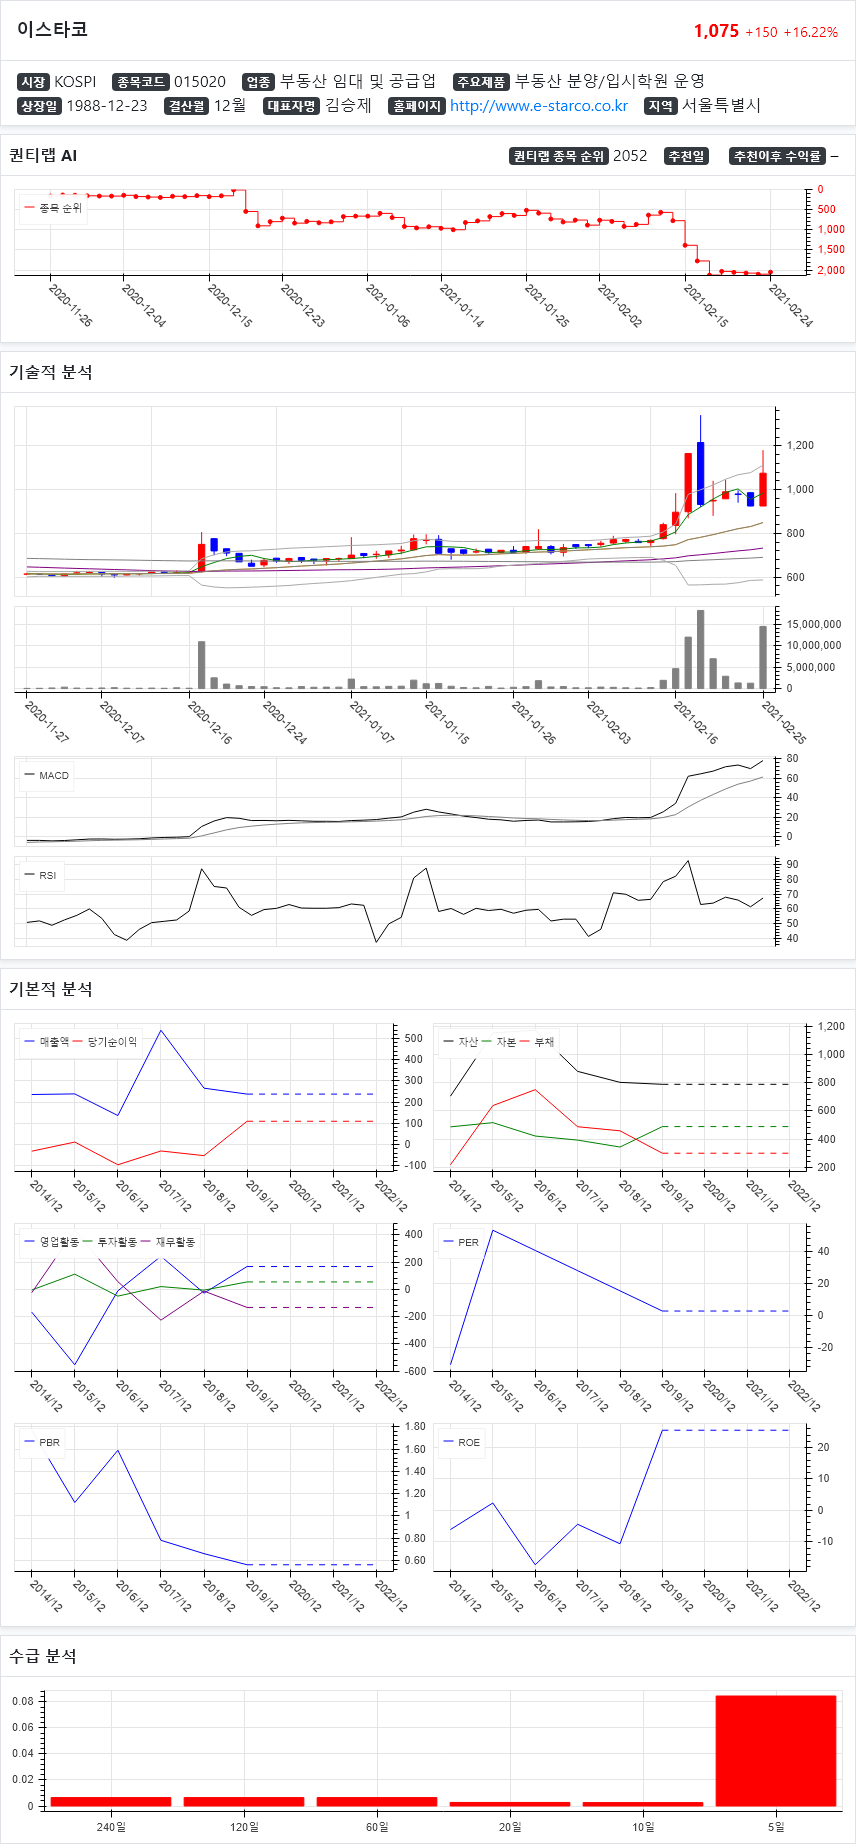 이스타코 1,075 +150 +16.22%
시장 KOSPI 종목코드 015020 업종 부동산 임대 및 공급업 주요제품 부동산 분양/입시학원 운영
상장일 1988-12-23 결산월 12월 대표자명 김승제 홈페이지 http://www.e-starco.co.kr 지역 서울특별시
퀀티랩 AI 퀀티랩 종목 순위 2052 추천일 추천이후 수익률 –
종목 순위
0
500
1,000
1,500
2,000
2020-11-26 2020-12-04 2020-12-15 2020-12-23 2021-01-06 2021-01-14 2021-01-25 2021-02-02 2021-02-15 2021-02-24
기술적 분석
1,200
1,000
800
600
15,000,000
10,000,000
5,000,000
0
2020-11-27 2020-12-07 2020-12-16 2020-12-24 2021-01-07 2021-01-15 2021-01-26 2021-02-03 2021-02-16 2021-02-25
MACD
80
60
40
20
0
RSI
90
80
70
60
50
40
기본적 분석
매출액 당기순이익
500
400
300
200
100
0
-100
2014/12 2015/12 2016/12 2017/12 2018/12 2019/12 2020/12 2021/12 2022/12
자산 자본 부채
1,200
1,000
800
600
400
200
2014/12 2015/12 2016/12 2017/12 2018/12 2019/12 2020/12 2021/12 2022/12
영업활동 투자활동 재무활동
400
200
0
-200
-400
-600
2014/12 2015/12 2016/12 2017/12 2018/12 2019/12 2020/12 2021/12 2022/12
PER
40
20
0
-20
2014/12 2015/12 2016/12 2017/12 2018/12 2019/12 2020/12 2021/12 2022/12
PBR
1.80
1.60
1.40
1.20
1
0.80
0.60
2014/12 2015/12 2016/12 2017/12 2018/12 2019/12 2020/12 2021/12 2022/12
ROE
20
10
0
-10
2014/12 2015/12 2016/12 2017/12 2018/12 2019/12 2020/12 2021/12 2022/12
수급 분석
0.08
0.06
0.04
0.02
0
240일 120일 60일 20일 10일 5일